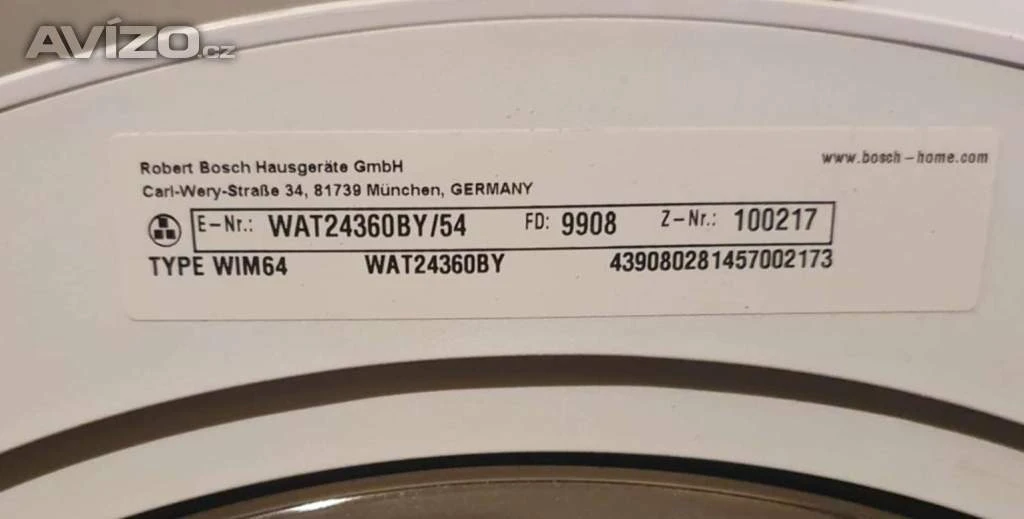 AVÍZO.cz
Robert Bosch Hausgeräte GmbH
www.bosch-home.com
Carl-Wery-Straße 34, 81739 München, GERMANY
E-Nr.: WAT24360BY/54 FD: 9908 Z-Nr.: 100217
TYPE WIM64 WAT24360BY 439080281457002173